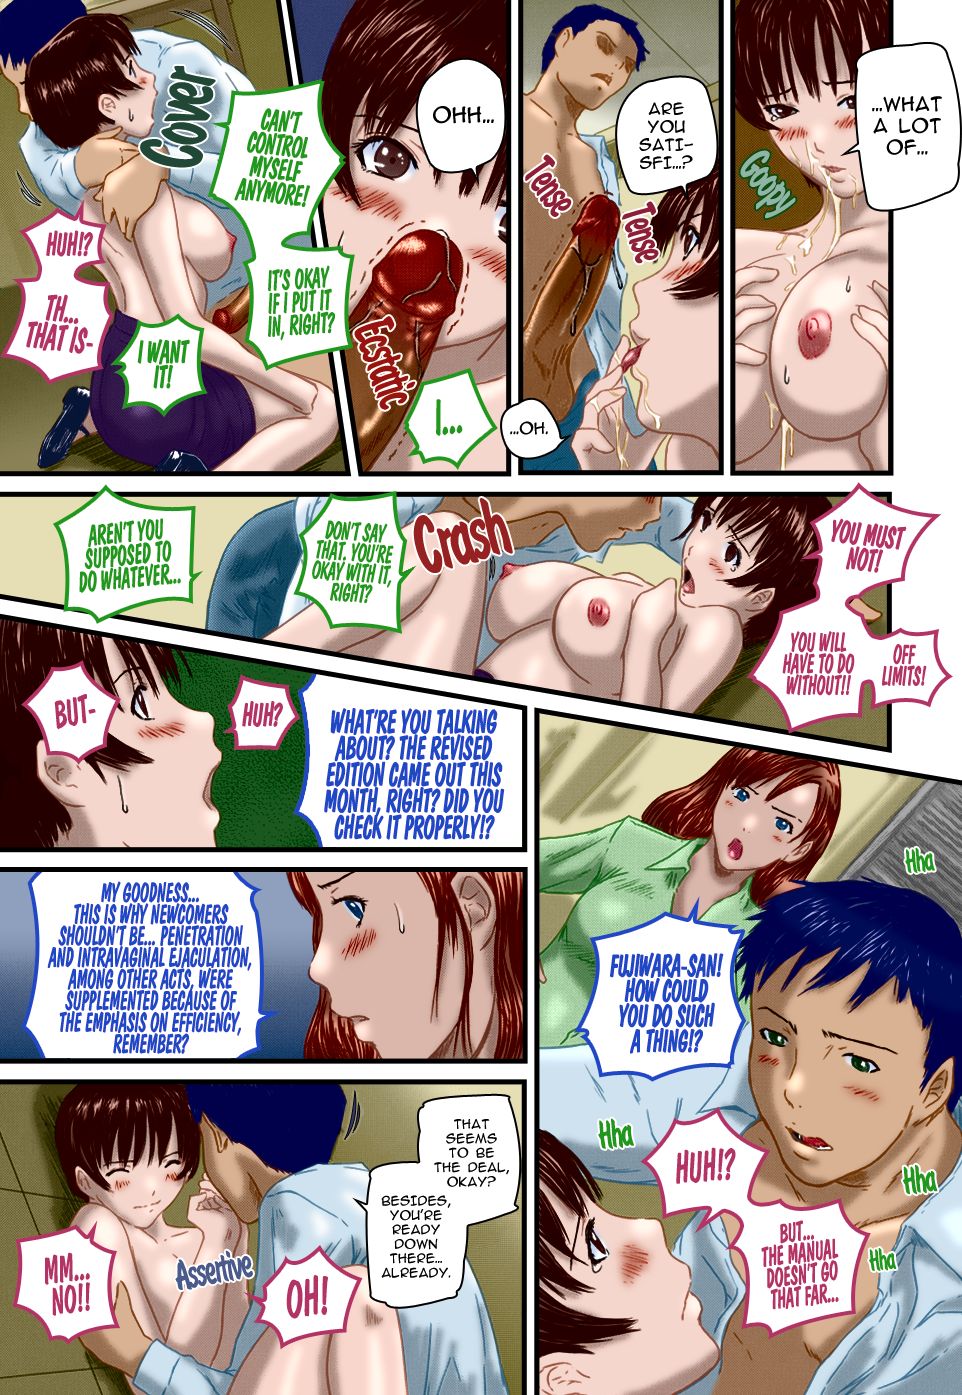 ...WHAT
A LOT
OF...
Goopy
ARE
YOU
SATI-
SFI...?
Tense
Tense
...OH.
OHH...
Ecstatic
I...
CAN'T
CONTROL
MYSELF
ANYMORE!
IT'S OKAY
IF I PUT IT
IN, RIGHT?
Cover
HUH!?
TH...
THAT IS-
I WANT
IT!
YOU MUST
NOT!
OFF
LIMITS!
YOU WILL
HAVE TO DO
WITHOUT!!
Crash
DON'T SAY
THAT. YOU'RE
OKAY WITH IT,
RIGHT?
AREN'T YOU
SUPPOSED TO
DO WHATEVER...
Hha
FUJIWARA-SAN!
HOW COULD
YOU DO SUCH
A THING!?
Hha
Hha
Hha
HUH!?
BUT...
THE MANUAL
DOESN'T GO
THAT FAR...
WHAT'RE YOU TALKING
ABOUT? THE REVISED
EDITION CAME OUT THIS
MONTH, RIGHT? DID YOU
CHECK IT PROPERLY!?
HUH?
BUT-
MY GOODNESS...
THIS IS WHY NEWCOMERS
SHOULDN'T BE... PENETRATION
AND INTRAVAGINAL EJACULATION,
AMONG OTHER ACTS, WERE
SUPPLEMENTED BECAUSE OF
THE EMPHASIS ON EFFICIENCY,
REMEMBER?
THAT
SEEMS
TO BE
THE DEAL,
OKAY?
BESIDES,
YOU'RE
READY
DOWN
THERE...
ALREADY.
OH!
Assertive
MM...
NO!!